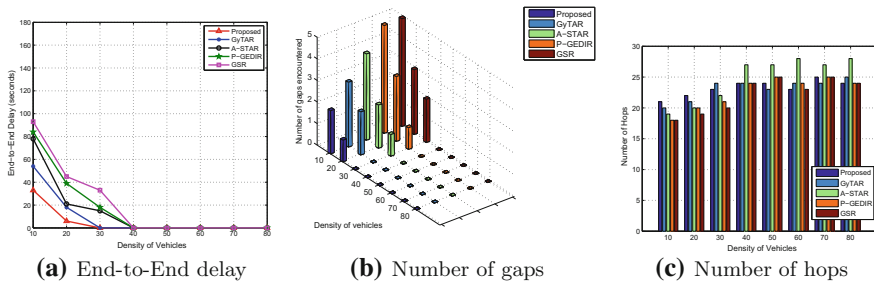 180
160
140
120
100
80
60
40
20
0
End-to-End Delay (seconds)
10 20 30 40 50 60 70 80
Density of Vehicles
Proposed
GyTAR
A-STAR
P-GEDIR
GSR
(a) End-to-End delay
5
4
3
2
1
0
Number of gaps encountered
10
20
30
40
50
60
70
80
Density of vehicles
Proposed
GyTAR
A-STAR
P-GEDIR
GSR
(b) Number of gaps
30
25
20
15
10
5
0
Number of Hops
10 20 30 40 50 60 70 80
Density of Vehicles
Proposed
GyTAR
A-STAR
P-GEDIR
GSR
(c) Number of hops